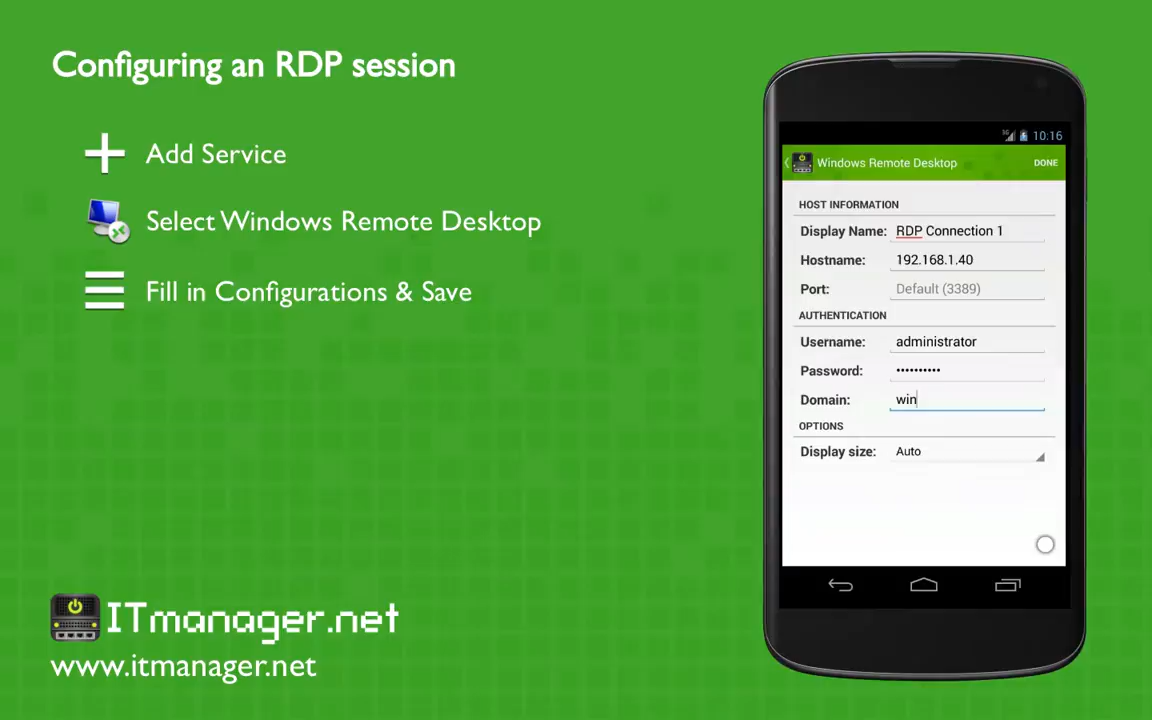 Configuring an RDP session
Add Service
Select Windows Remote Desktop
Fill in Configurations & Save
ITmanager.net
www.itmanager.net
3G 10:16
Windows Remote Desktop DONE
HOST INFORMATION
Display Name: RDP Connection 1
Hostname: 192.168.1.40
Port: Default (3389)
AUTHENTICATION
Username: administrator
Password: ••••••••••
Domain: win
OPTIONS
Display size: Auto